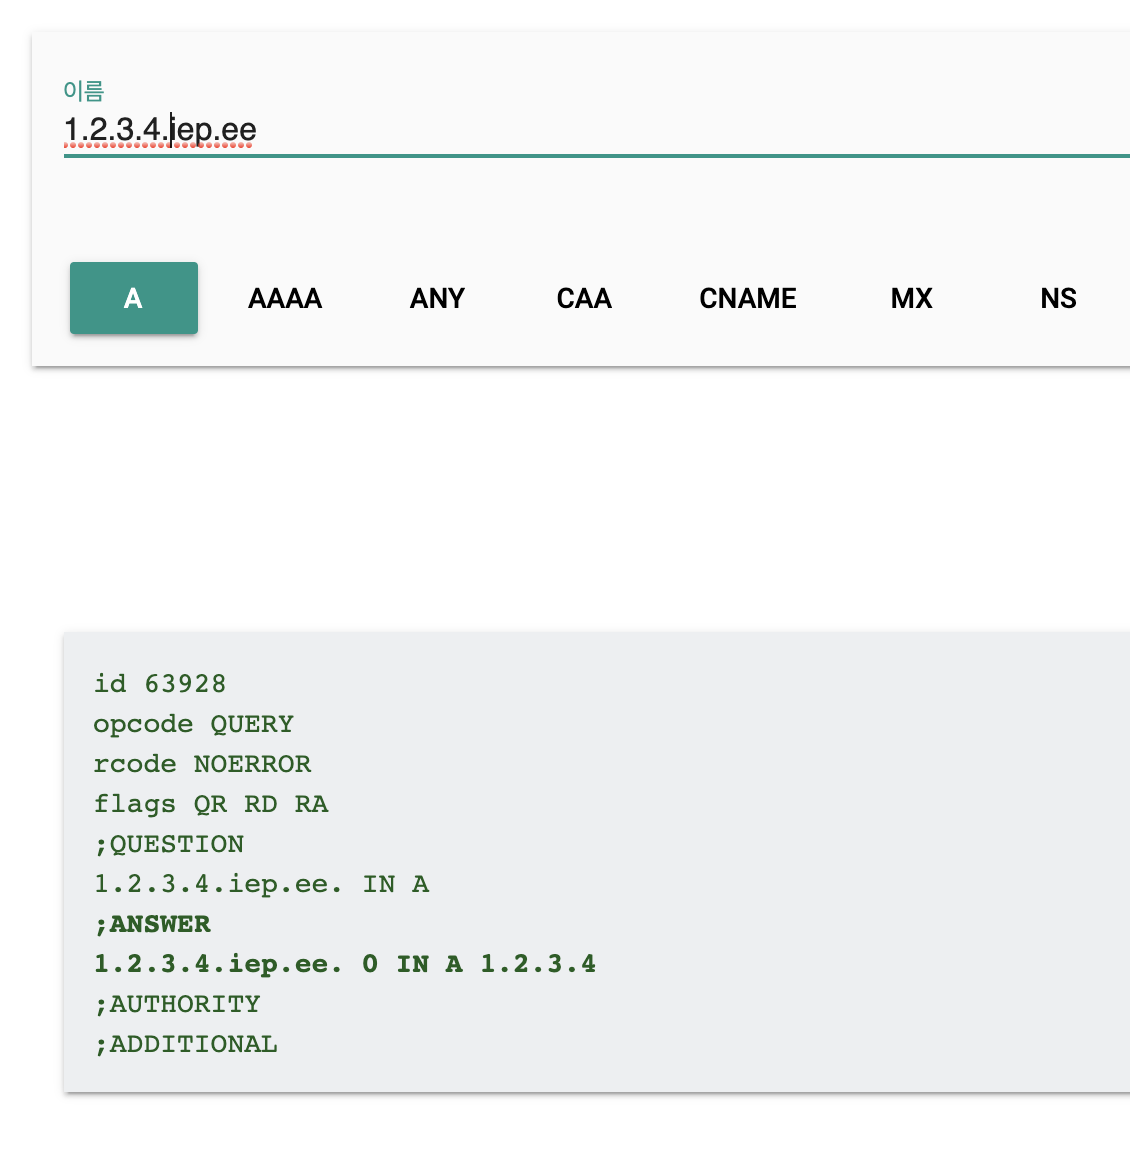 이름
1.2.3.4.iep.ee
A AAAA ANY CAA CNAME MX NS
id 63928
opcode QUERY
rcode NOERROR
flags QR RD RA
;QUESTION
1.2.3.4.iep.ee. IN A
;ANSWER
1.2.3.4.iep.ee. 0 IN A 1.2.3.4
;AUTHORITY
;ADDITIONAL